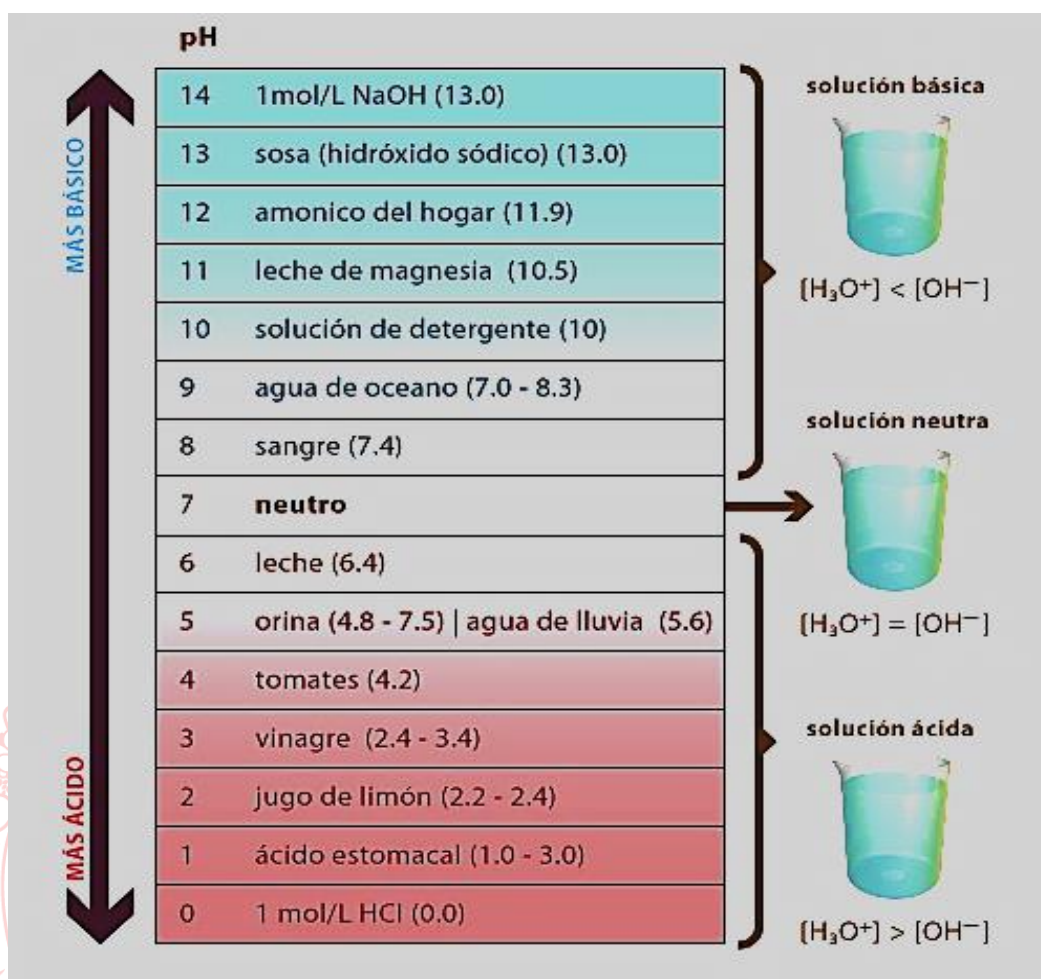 pH
14 1mol/L NaOH (13.0)
13 sosa (hidróxido sódico) (13.0)
12 amonico del hogar (11.9)
11 leche de magnesia (10.5)
10 solución de detergente (10)
9 agua de oceano (7.0 - 8.3)
8 sangre (7.4)
7 neutro
6 leche (6.4)
5 orina (4.8 - 7.5) | agua de lluvia (5.6)
4 tomates (4.2)
3 vinagre (2.4 - 3.4)
2 jugo de limón (2.2 - 2.4)
1 ácido estomacal (1.0 - 3.0)
0 1 mol/L HCl (0.0)
MÁS BÁSICO
MÁS ÁCIDO
solución básica
[H₃O⁺] < [OH⁻]
solución neutra
[H₃O⁺] = [OH⁻]
solución ácida
[H₃O⁺] > [OH⁻]